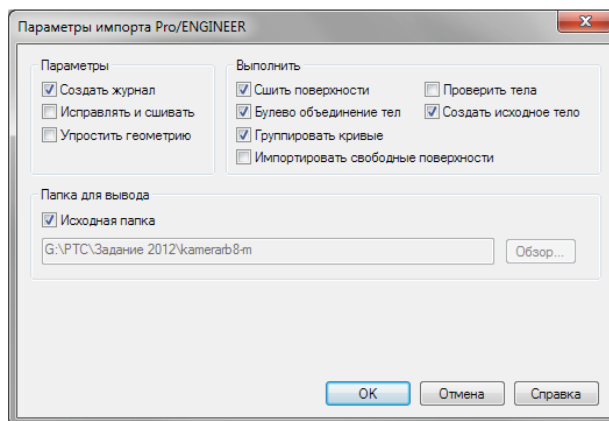 Параметры импорта Pro/ENGINEER
Параметры
Создать журнал
Исправлять и сшивать
Упростить геометрию
Выполнить
Сшить поверхности
Проверить тела
Булево объединение тел
Создать исходное тело
Группировать кривые
Импортировать свободные поверхности
Папка для вывода
Исходная папка
G:\PTC\Задание 2012\kamerarb8-m
Обзор...
OK
Отмена
Справка